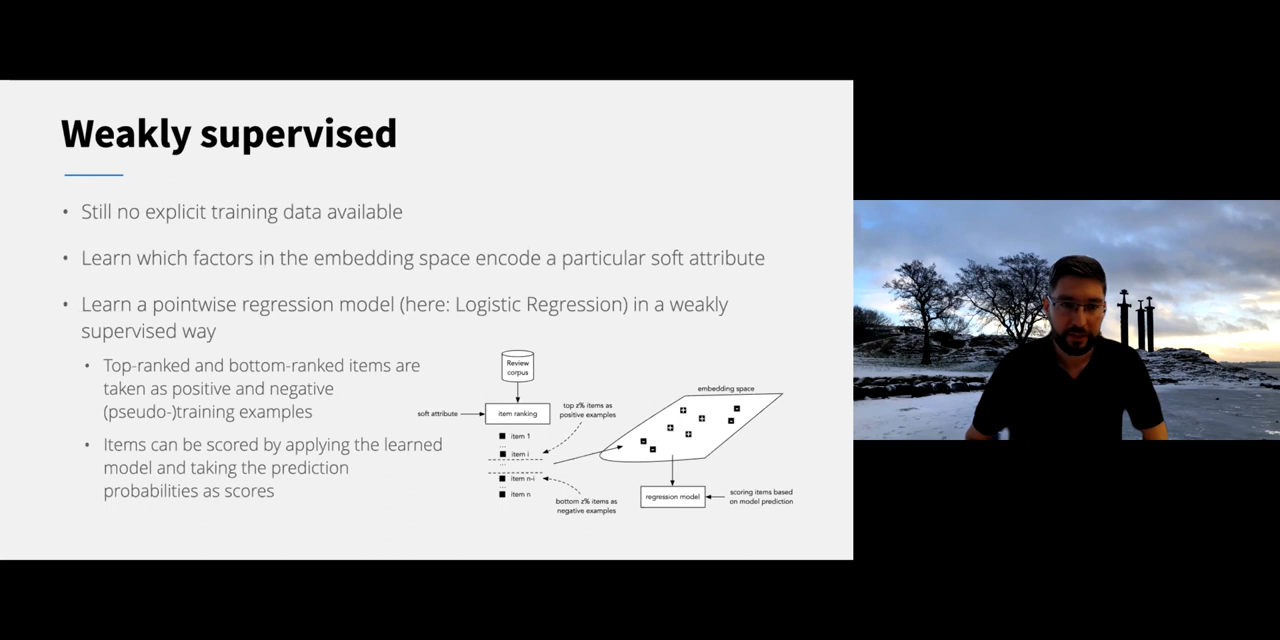 Weakly supervised
• Still no explicit training data available
• Learn which factors in the embedding space encode a particular soft attribute
• Learn a pointwise regression model (here: Logistic Regression) in a weakly
supervised way
• Top-ranked and bottom-ranked items are
taken as positive and negative
(pseudo-)training examples
• Items can be scored by applying the learned
model and taking the prediction
probabilities as scores
Review
corpus
soft attribute
item ranking
top z% items as
positive examples
item 1
...
item i
...
item n-i
...
item n
bottom z% items as
negative examples
embedding space
regression model
scoring items based
on model prediction